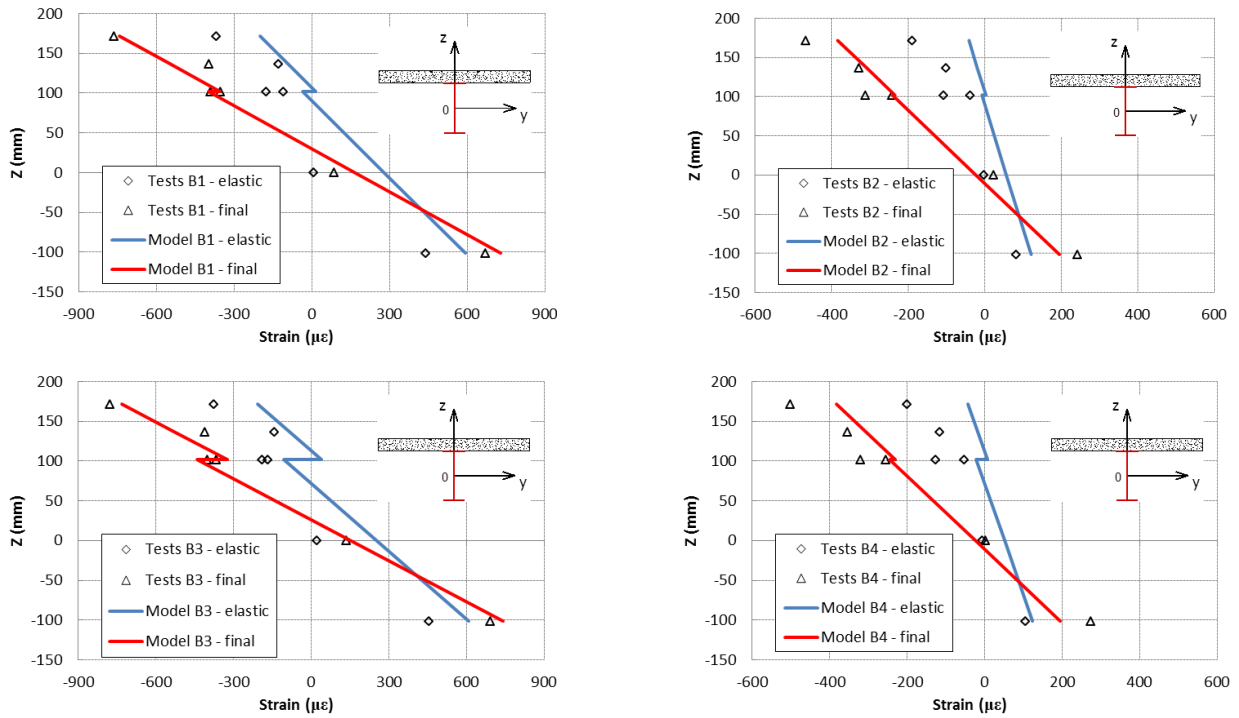 200
150
100
50
0
-50
-100
-150
Z (mm)
-900 -600 -300 0 300 600 900
Strain (με)
Tests B1 - elastic
Tests B1 - final
Model B1 - elastic
Model B1 - final
z
0
y
200
150
100
50
0
-50
-100
-150
Z (mm)
-600 -400 -200 0 200 400 600
Strain (με)
Tests B2 - elastic
Tests B2 - final
Model B2 - elastic
Model B2 - final
z
0
y
200
150
100
50
0
-50
-100
-150
Z (mm)
-900 -600 -300 0 300 600 900
Strain (με)
Tests B3 - elastic
Tests B3 - final
Model B3 - elastic
Model B3 - final
z
0
y
200
150
100
50
0
-50
-100
-150
Z (mm)
-600 -400 -200 0 200 400 600
Strain (με)
Tests B4 - elastic
Tests B4 - final
Model B4 - elastic
Model B4 - final
z
0
y